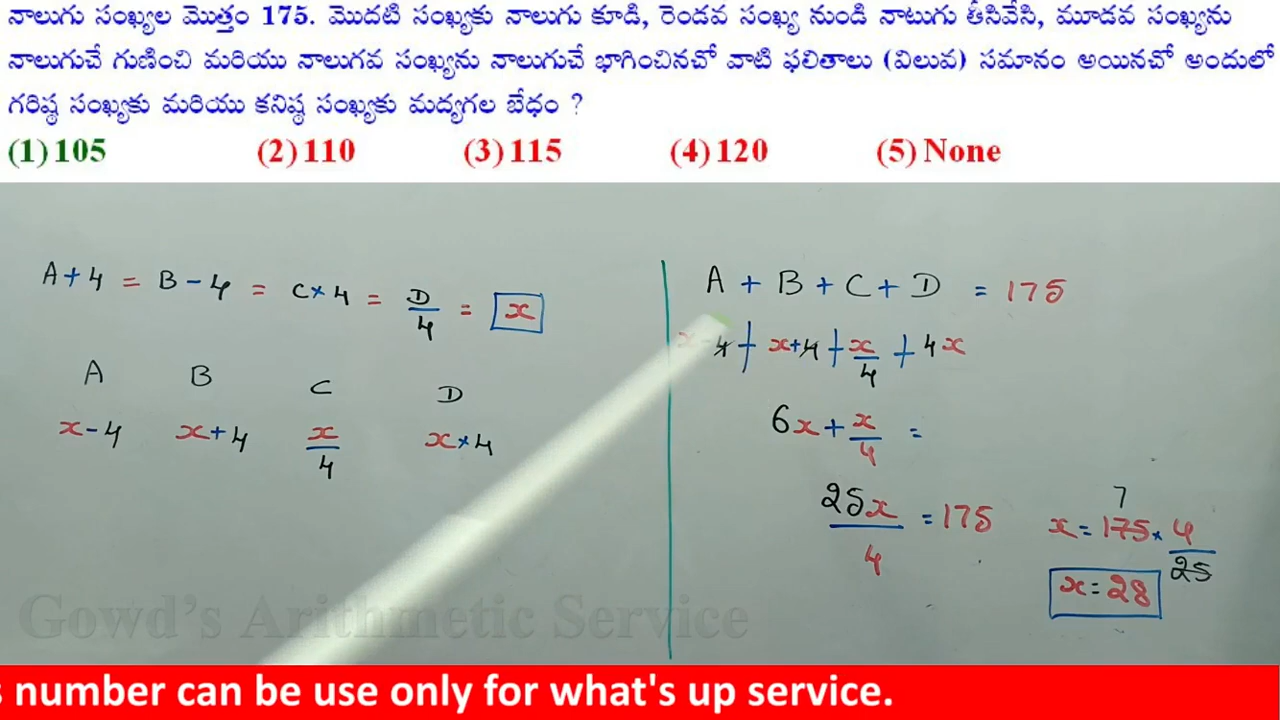 నాలుగు సంఖ్యల మొత్తం 175. మొదటి సంఖ్యకు నాలుగు కూడి, రెండవ సంఖ్య నుండి నాటుగు తీసివేసి, మూడవ సంఖ్యను
నాలుగుచే గుణించి మరియు నాలుగవ సంఖ్యను నాలుగుచే భాగించినచో వాటి ఫలితాలు (విలువ) సమానం అయినచో అందులో
గరిష్ఠ సంఖ్యకు మరియు కనిష్ఠ సంఖ్యకు మద్యగల బేధం ?
(1) 105 (2) 110 (3) 115 (4) 120 (5) None
A + 4 = B - 4 = C × 4 = D/4 = x
A B C D
x - 4 x + 4 x/4 x × 4
A + B + C + D = 175
4 + x + 4 + x/4 + 4x
6x + x/4 =
25x/4 = 175
7
x = 175 × 4/25
x = 28
Gowd's Arithmetic Service
number can be use only for what's up service.